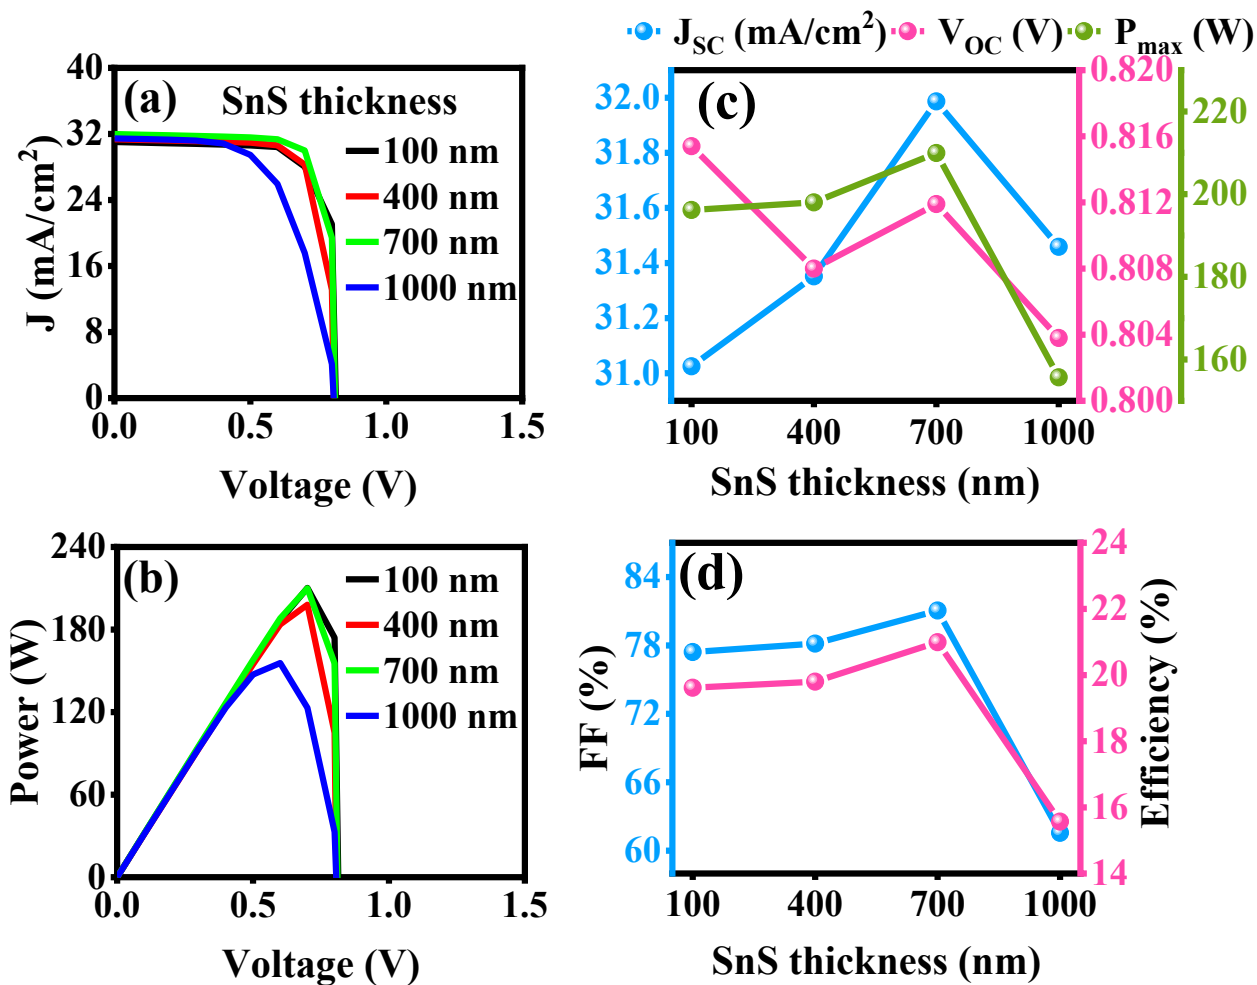 J_SC (mA/cm²) V_OC (V) P_max (W)
(a) SnS thickness
100 nm
400 nm
700 nm
1000 nm
40
32
24
16
8
0
J (mA/cm²)
0.0 0.5 1.0 1.5
Voltage (V)
(c)
32.0
31.8
31.6
31.4
31.2
31.0
0.820
0.816
0.812
0.808
0.804
0.800
220
200
180
160
100 400 700 1000
SnS thickness (nm)
(b)
100 nm
400 nm
700 nm
1000 nm
240
180
120
60
0
Power (W)
0.0 0.5 1.0 1.5
Voltage (V)
(d)
84
78
72
66
60
FF (%)
24
22
20
18
16
14
Efficiency (%)
100 400 700 1000
SnS thickness (nm)